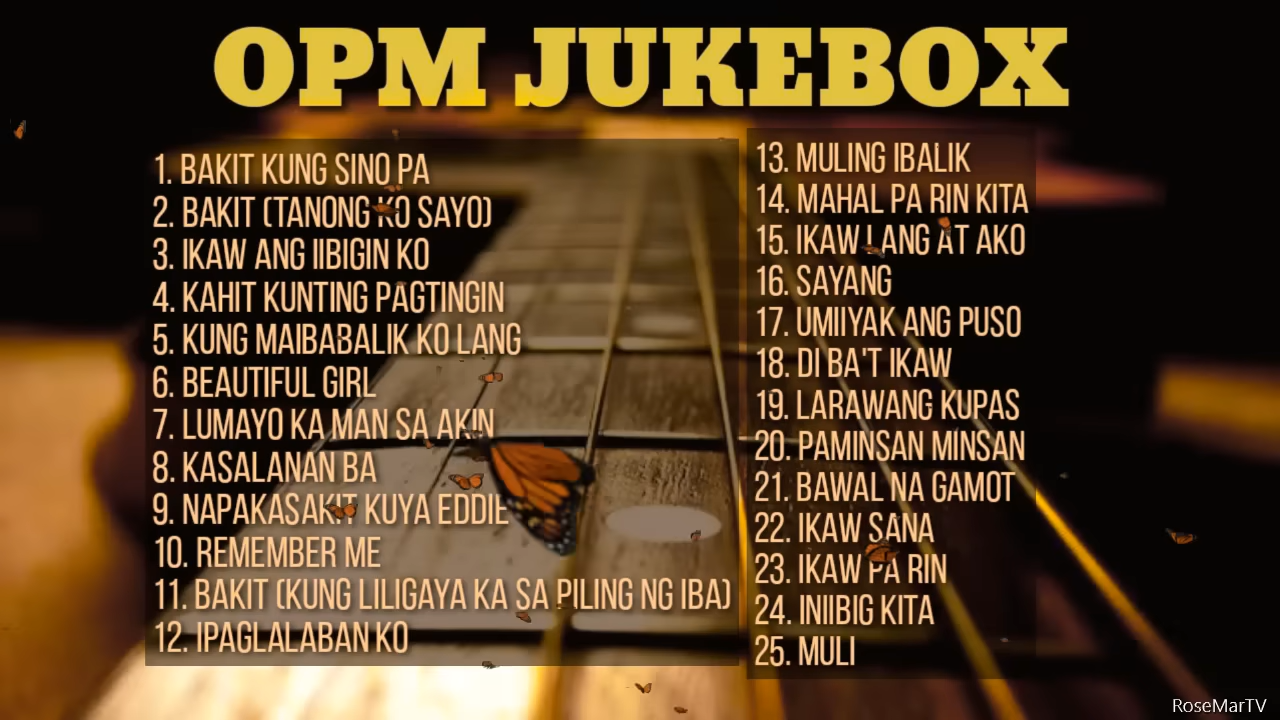 OPM JUKEBOX
1. BAKIT KUNG SINO PA
2. BAKIT (TANONG KO SAYO)
3. IKAW ANG IIBIGIN KO
4. KAHIT KUNTING PAGTINGIN
5. KUNG MAIBABALIK KO LANG
6. BEAUTIFUL GIRL
7. LUMAYO KA MAN SA AKIN
8. KASALANAN BA
9. NAPAKASAKIT KUYA EDDIE
10. REMEMBER ME
11. BAKIT (KUNG LILIGAYA KA SA PILING NG IBA)
12. IPAGLALABAN KO
13. MULING IBALIK
14. MAHAL PA RIN KITA
15. IKAW LANG AT AKO
16. SAYANG
17. UMIIYAK ANG PUSO
18. DI BA'T IKAW
19. LARAWANG KUPAS
20. PAMINSAN MINSAN
21. BAWAL NA GAMOT
22. IKAW SANA
23. IKAW PA RIN
24. INIIBIG KITA
25. MULI
RoseMarTV